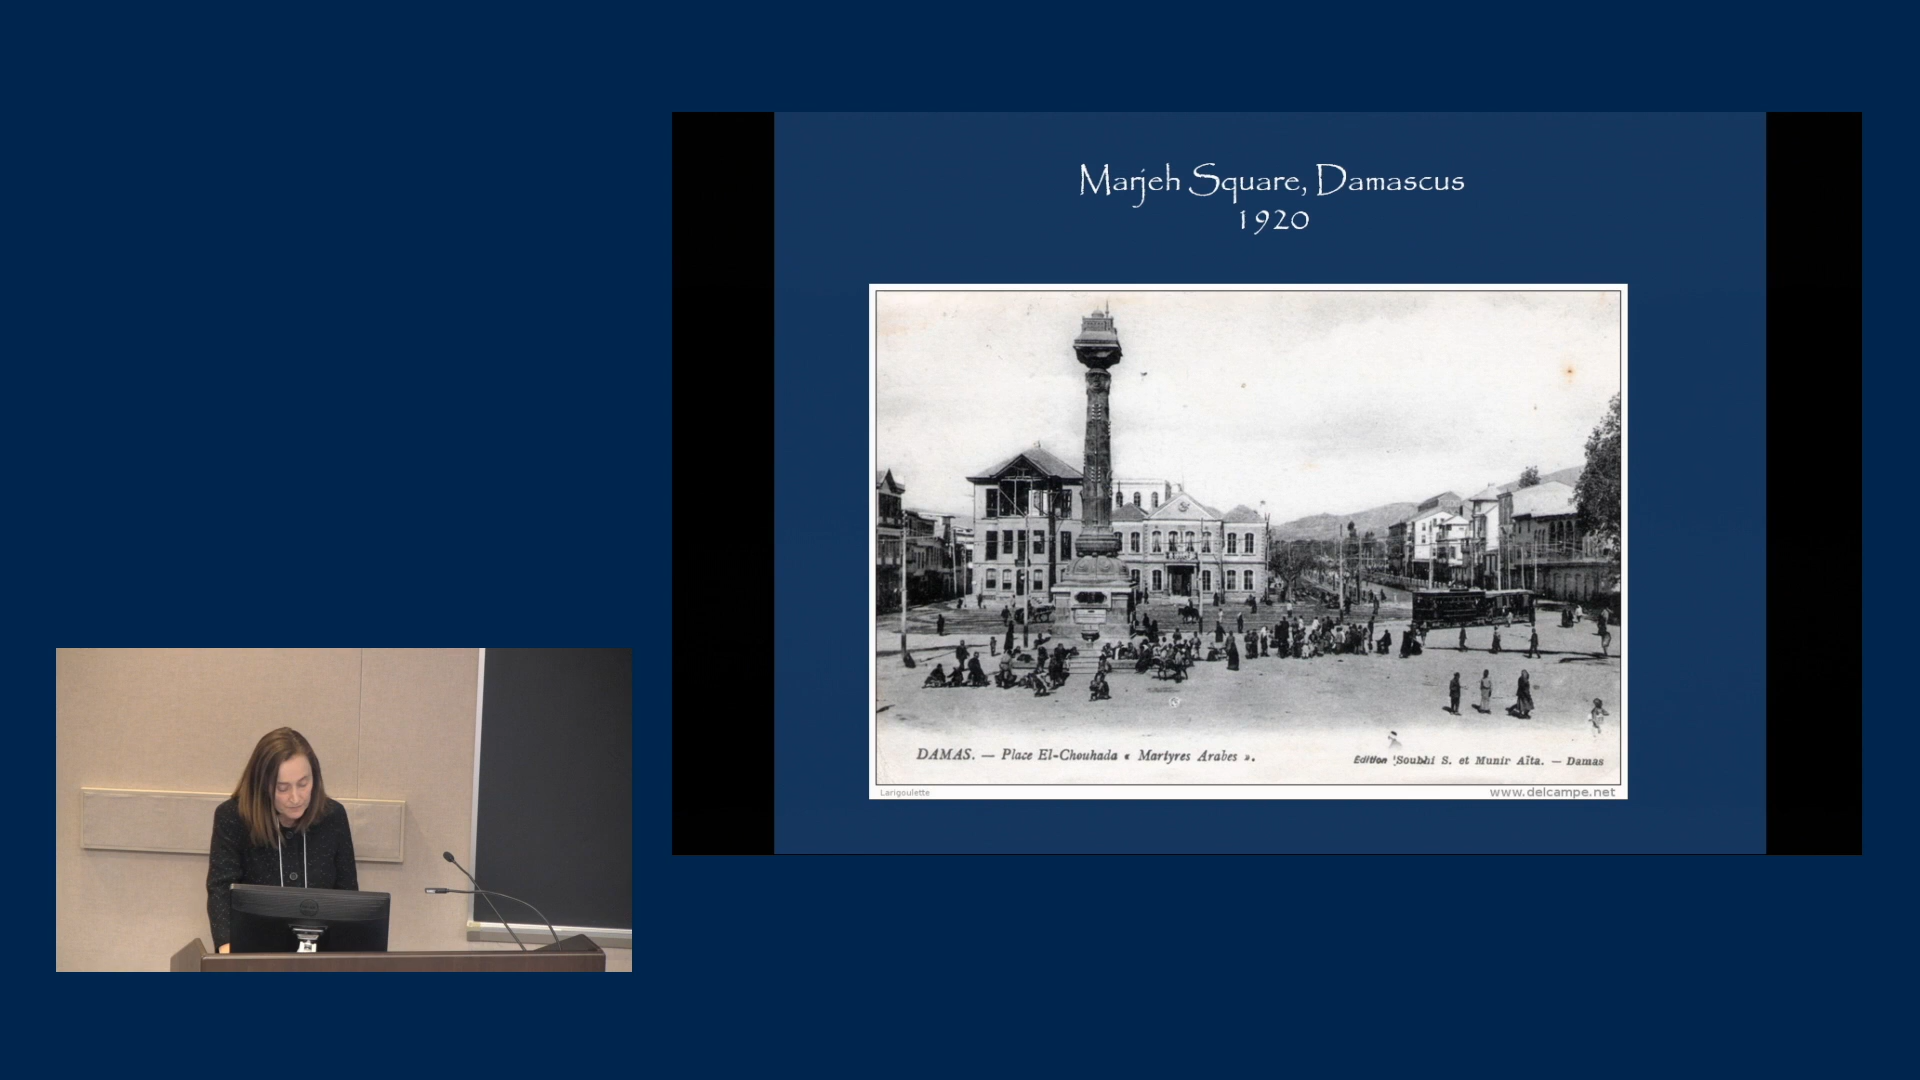 Marjeh Square, Damascus
1920
DAMAS. — Place El-Chouhada « Martyres Arabes ».
Edition Soubhi S. et Munir Aïta. — Damas
Larigoulette
www.delcampe.net